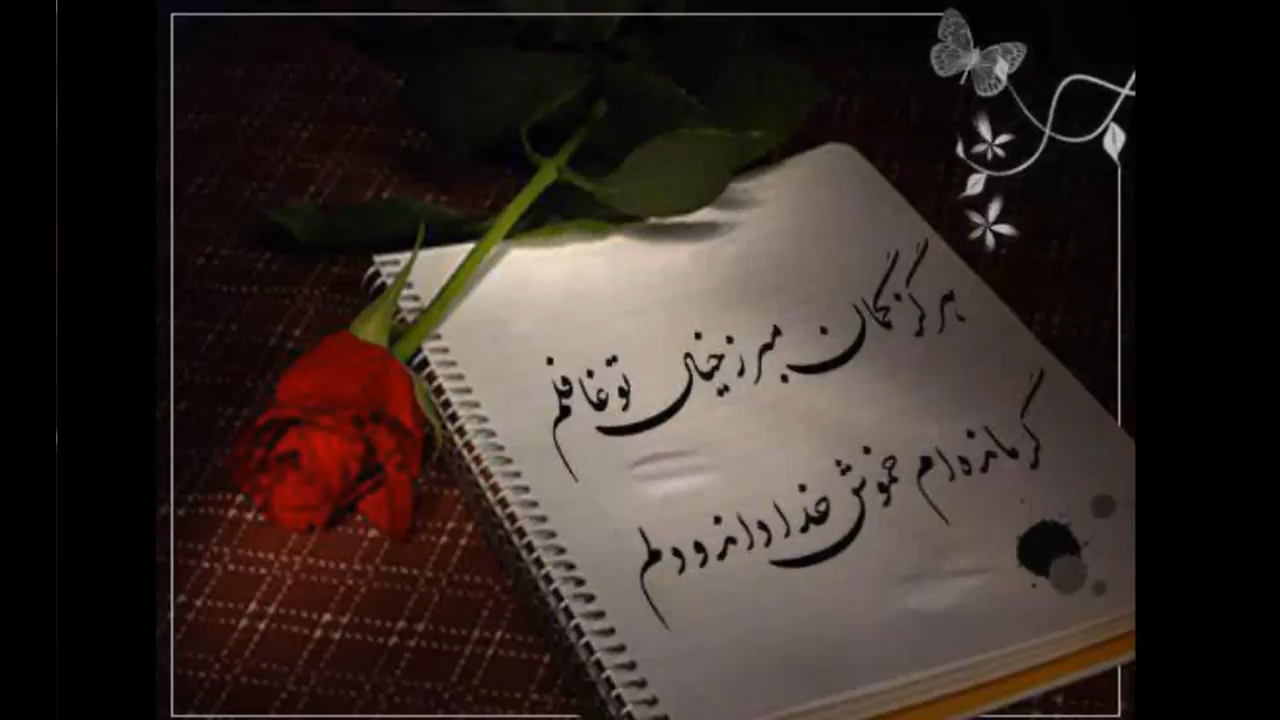 هرگز گمان مبر ز خیال تو غافلم
گر مانده‌ام خموش خدا داند و دلم